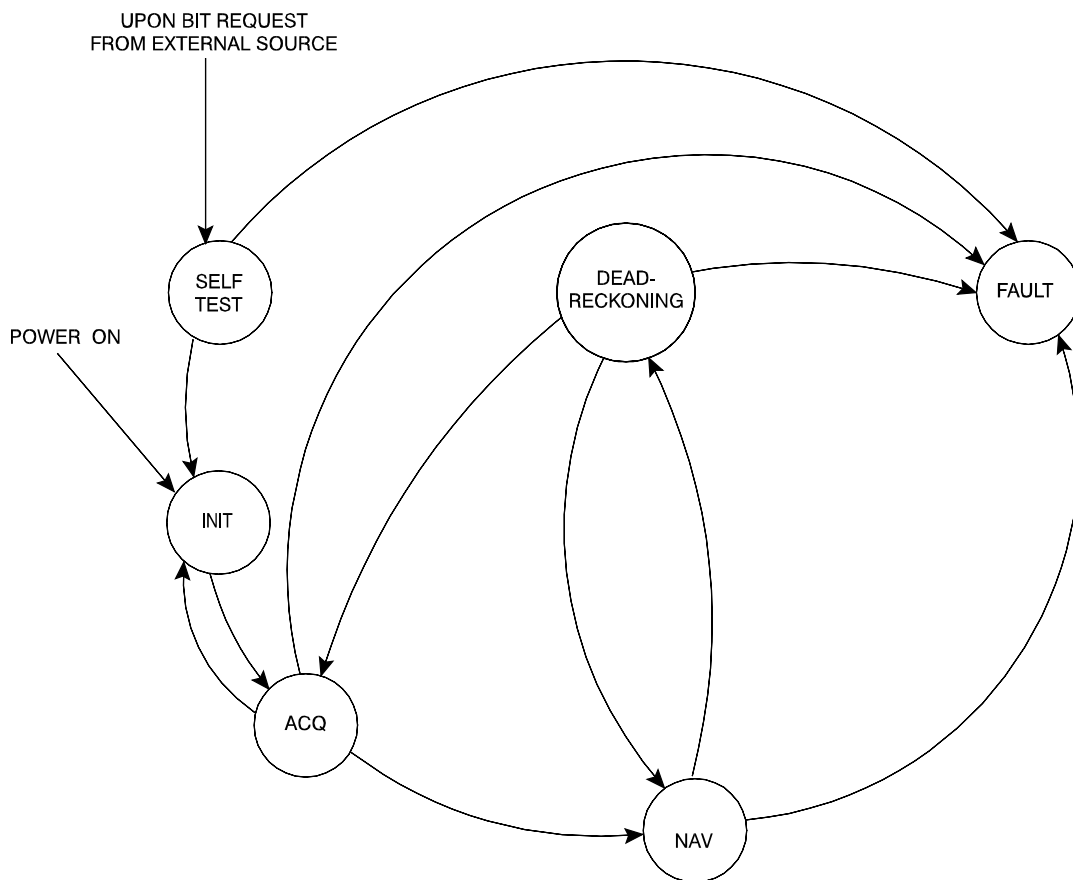 UPON BIT REQUEST
FROM EXTERNAL SOURCE
SELF
TEST
DEAD-
RECKONING
FAULT
POWER ON
INIT
ACQ
NAV